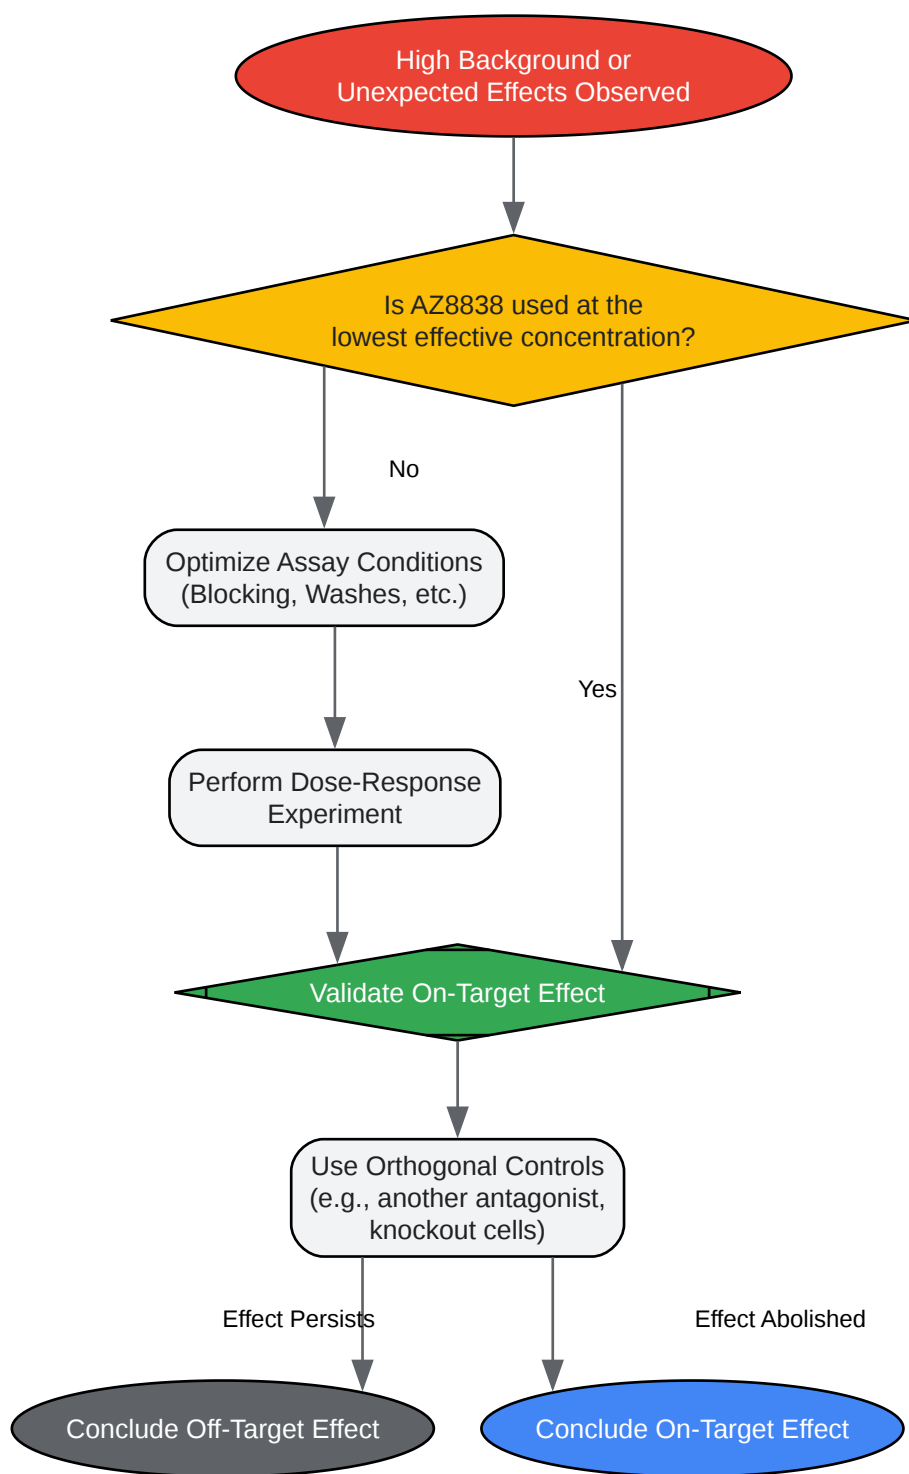 High Background or
Unexpected Effects Observed
Is AZ8838 used at the
lowest effective concentration?
No
Optimize Assay Conditions
(Blocking, Washes, etc.)
Yes
Perform Dose-Response
Experiment
Validate On-Target Effect
Use Orthogonal Controls
(e.g., another antagonist,
knockout cells)
Effect Persists
Effect Abolished
Conclude Off-Target Effect
Conclude On-Target Effect